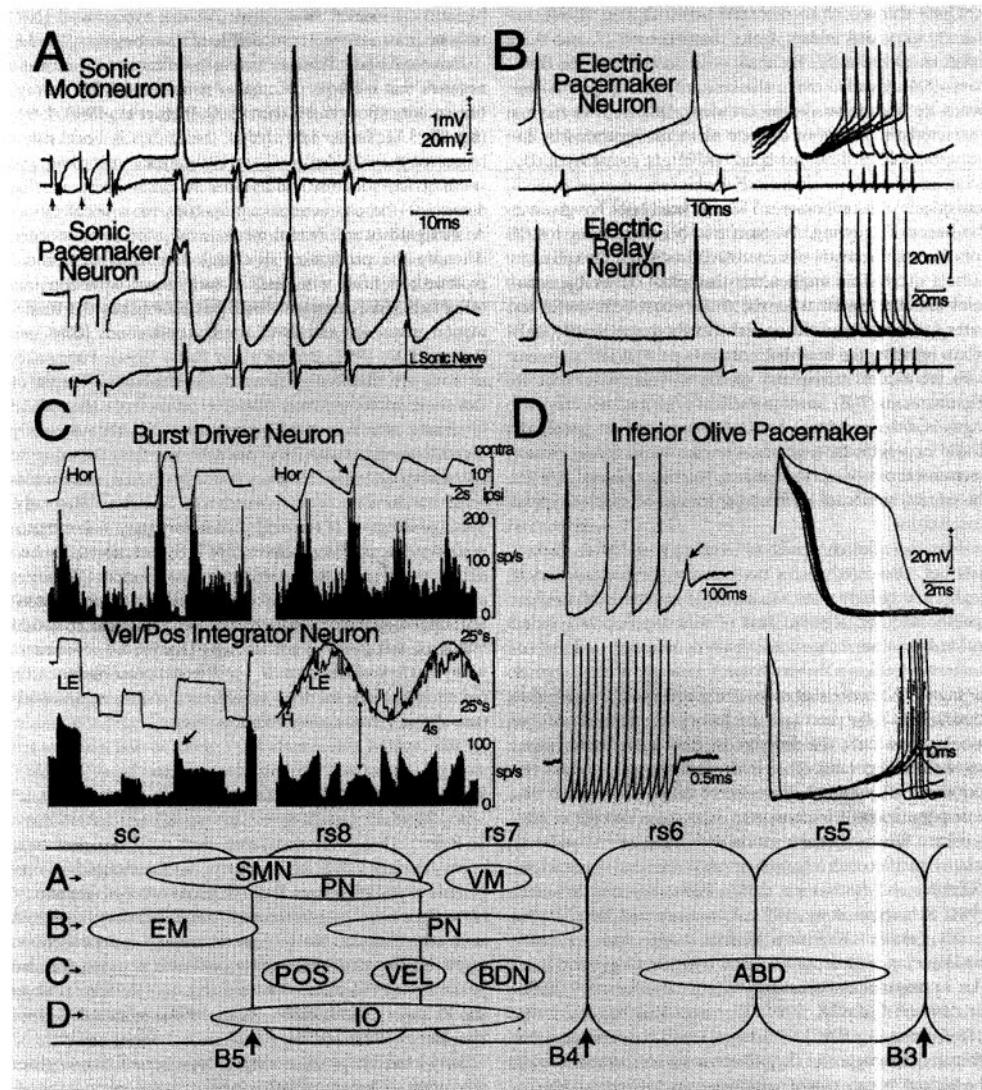 A
Sonic
Motoneuron
1mV
20mV
10ms
Sonic
Pacemaker
Neuron
L Sonic Nerve
B
Electric
Pacemaker
Neuron
10ms
Electric
Relay
Neuron
20mV
20ms
C
Burst Driver Neuron
Hor
Hor
contra
10°
2s
ipsi
200
100
sp/s
0
Vel/Pos Integrator Neuron
LE
LE
H
25°s
25°s
4s
100
sp/s
0
D
Inferior Olive Pacemaker
100ms
20mV
2ms
0.5ms
10ms
sc
rs8
rs7
rs6
rs5
A
SMN
PN
VM
B
EM
PN
C
POS
VEL
BDN
ABD
D
IO
B5
B4
B3